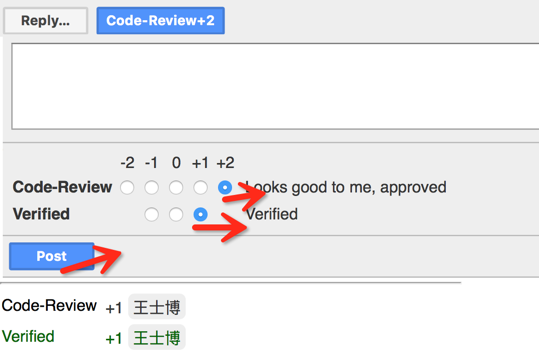 Reply... Code-Review+2
-2 -1 0 +1 +2
Code-Review Looks good to me, approved
Verified Verified
Post
Code-Review +1 王士博
Verified +1 王士博